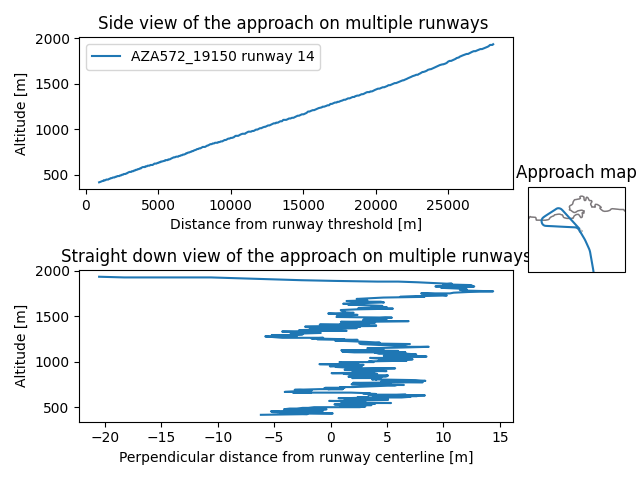 Side view of the approach on multiple runways
2000
1500
1000
500
Altitude [m]
AZA572_19150 runway 14
0 5000 10000 15000 20000 25000
Distance from runway threshold [m]
Approach map
Straight down view of the approach on multiple runways
2000
1500
1000
500
Altitude [m]
−20 −15 −10 −5 0 5 10 15
Perpendicular distance from runway centerline [m]